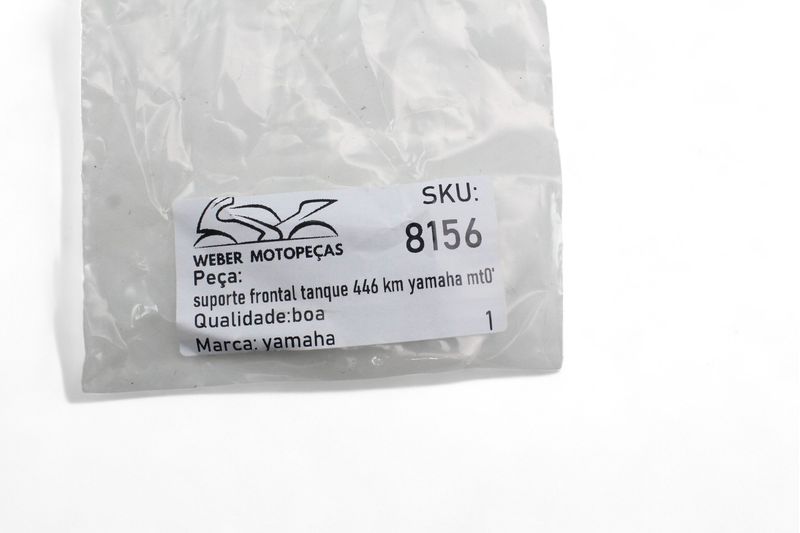 SKU:
8156
WEBER MOTOPEÇAS
Peça:
suporte frontal tanque 446 km yamaha mt0
Qualidade:boa
1
Marca: yamaha